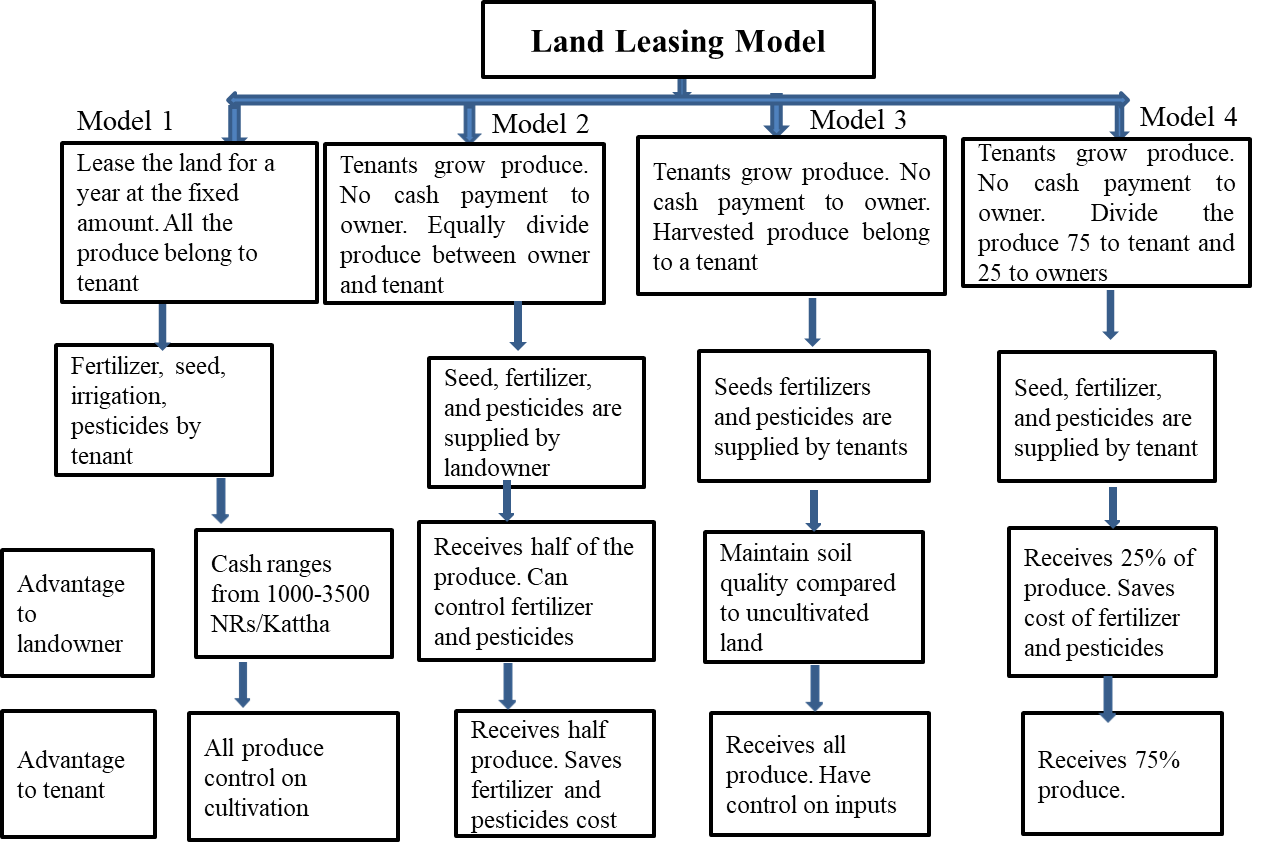 Land Leasing Model
Model 1
Lease the land for a
year at the fixed
amount. All the
produce belong to
tenant
Fertilizer, seed,
irrigation,
pesticides by
tenant
Model 2
Tenants grow produce.
No cash payment to
owner. Equally divide
produce between owner
and tenant
Seed, fertilizer,
and pesticides are
supplied by
landowner
Model 3
Tenants grow produce. No
cash payment to owner.
Harvested produce belong
to a tenant
Seeds fertilizers
and pesticides are
supplied by tenants
Model 4
Tenants grow produce.
No cash payment to
owner. Divide the
produce 75 to tenant and
25 to owners
Seed, fertilizer,
and pesticides are
supplied by tenant
Advantage
to
landowner
Cash ranges
from 1000-3500
NRs/Kattha
Receives half of the
produce. Can
control fertilizer
and pesticides
Maintain soil
quality compared
to uncultivated
land
Receives 25% of
produce. Saves
cost of fertilizer
and pesticides
Advantage
to tenant
All produce
control on
cultivation
Receives half
produce. Saves
fertilizer and
pesticides cost
Receives all
produce. Have
control on inputs
Receives 75%
produce.